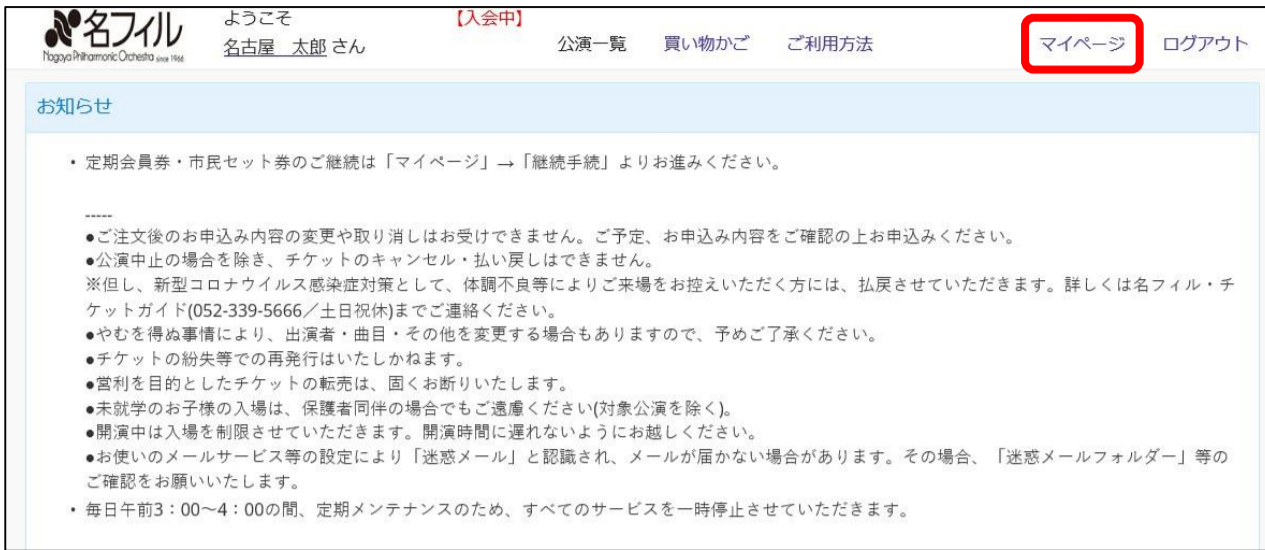 名フィル
Nagoya Philharmonic Orchestra since 1966
ようこそ
名古屋　太郎 さん
【入会中】
公演一覧 買い物かご ご利用方法 マイページ ログアウト
お知らせ
・定期会員券・市民セット券のご継続は「マイページ」→「継続手続」よりお進みください。
-----
●ご注文後のお申込み内容の変更や取り消しはお受けできません。ご予定、お申込み内容をご確認の上お申込みください。
●公演中止の場合を除き、チケットのキャンセル・払い戻しはできません。
※但し、新型コロナウイルス感染症対策として、体調不良等によりご来場をお控えいただく方には、払戻させていただきます。詳しくは名フィル・チ
ケットガイド(052-339-5666／土日祝休)までご連絡ください。
●やむを得ぬ事情により、出演者・曲目・その他を変更する場合もありますので、予めご了承ください。
●チケットの紛失等での再発行はいたしかねます。
●営利を目的としたチケットの転売は、固くお断りいたします。
●未就学のお子様の入場は、保護者同伴の場合でもご遠慮ください(対象公演を除く)。
●開演中は入場を制限させていただきます。開演時間に遅れないようにお越しください。
●お使いのメールサービス等の設定により「迷惑メール」と認識され、メールが届かない場合があります。その場合、「迷惑メールフォルダー」等の
ご確認をお願いいたします。
・毎日午前3：00～4：00の間、定期メンテナンスのため、すべてのサービスを一時停止させていただきます。